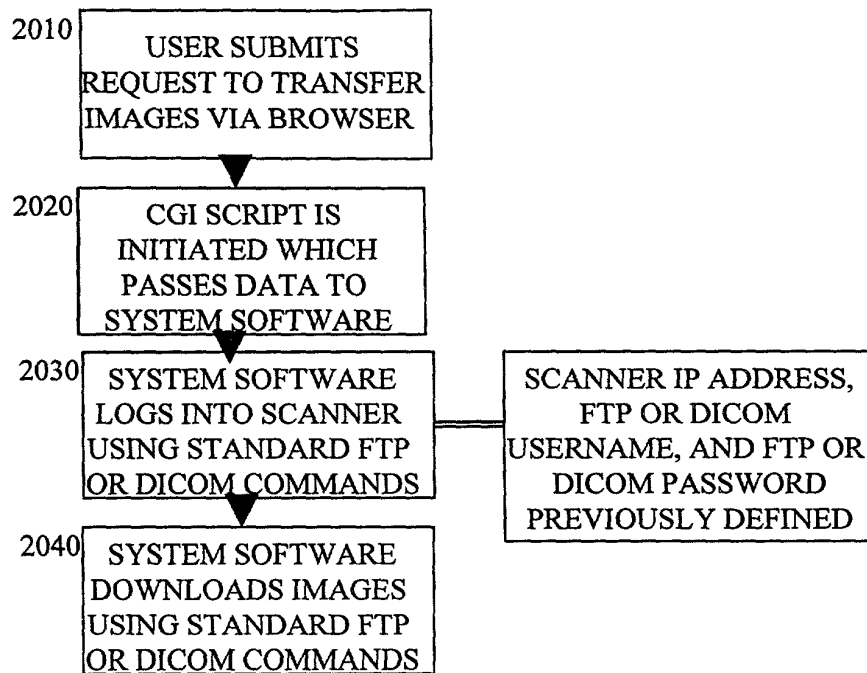 2010
USER SUBMITS
REQUEST TO TRANSFER
IMAGES VIA BROWSER
2020
CGI SCRIPT IS
INITIATED WHICH
PASSES DATA TO
SYSTEM SOFTWARE
2030
SYSTEM SOFTWARE
LOGS INTO SCANNER
USING STANDARD FTP
OR DICOM COMMANDS
SCANNER IP ADDRESS,
FTP OR DICOM
USERNAME, AND FTP OR
DICOM PASSWORD
PREVIOUSLY DEFINED
2040
SYSTEM SOFTWARE
DOWNLOADS IMAGES
USING STANDARD FTP
OR DICOM COMMANDS